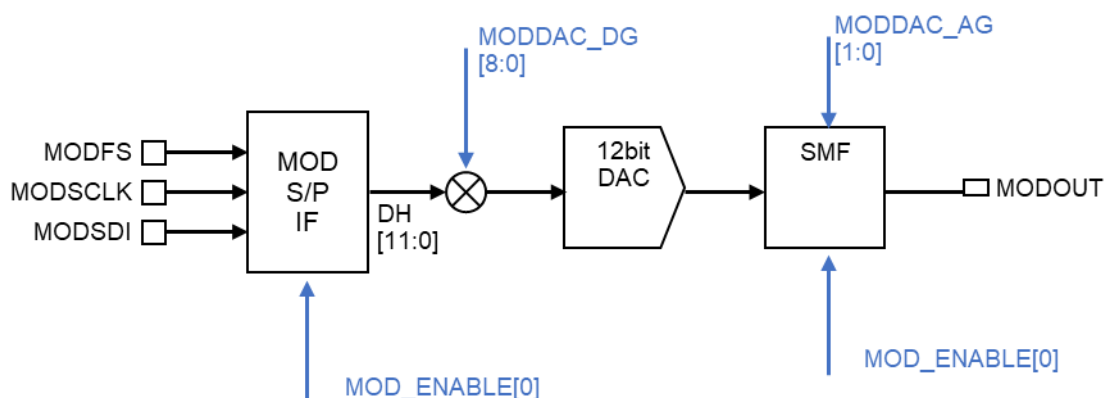 MODDAC_DG
[8:0]
MODDAC_AG
[1:0]
MODFS
MODSCLK
MODSDI
MOD
S/P
IF
DH
[11:0]
12bit
DAC
SMF
MODOUT
MOD_ENABLE[0]
MOD_ENABLE[0]